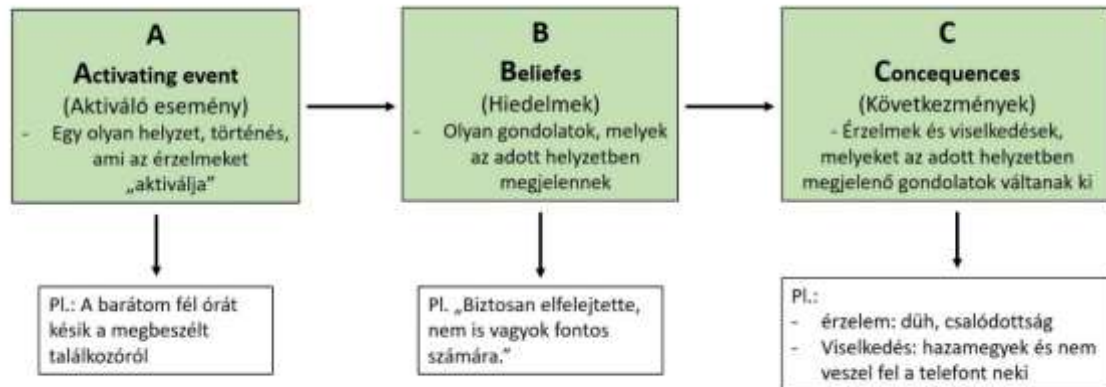 A
Activating event
(Aktiváló esemény)
- Egy olyan helyzet, történés,
ami az érzelmeket
„aktiválja”
B
Beliefes
(Hiedelmek)
- Olyan gondolatok, melyek
az adott helyzetben
megjelennek
C
Concequences
(Következmények)
- Érzelmek és viselkedések,
melyeket az adott helyzetben
megjelenő gondolatok váltanak ki
Pl.: A barátom fél órát
késik a megbeszélt
találkozóról
Pl. „Biztosan elfelejtette,
nem is vagyok fontos
számára.”
Pl.:
- érzelem: düh, csalódottság
- Viselkedés: hazamegyek és nem
veszel fel a telefont neki